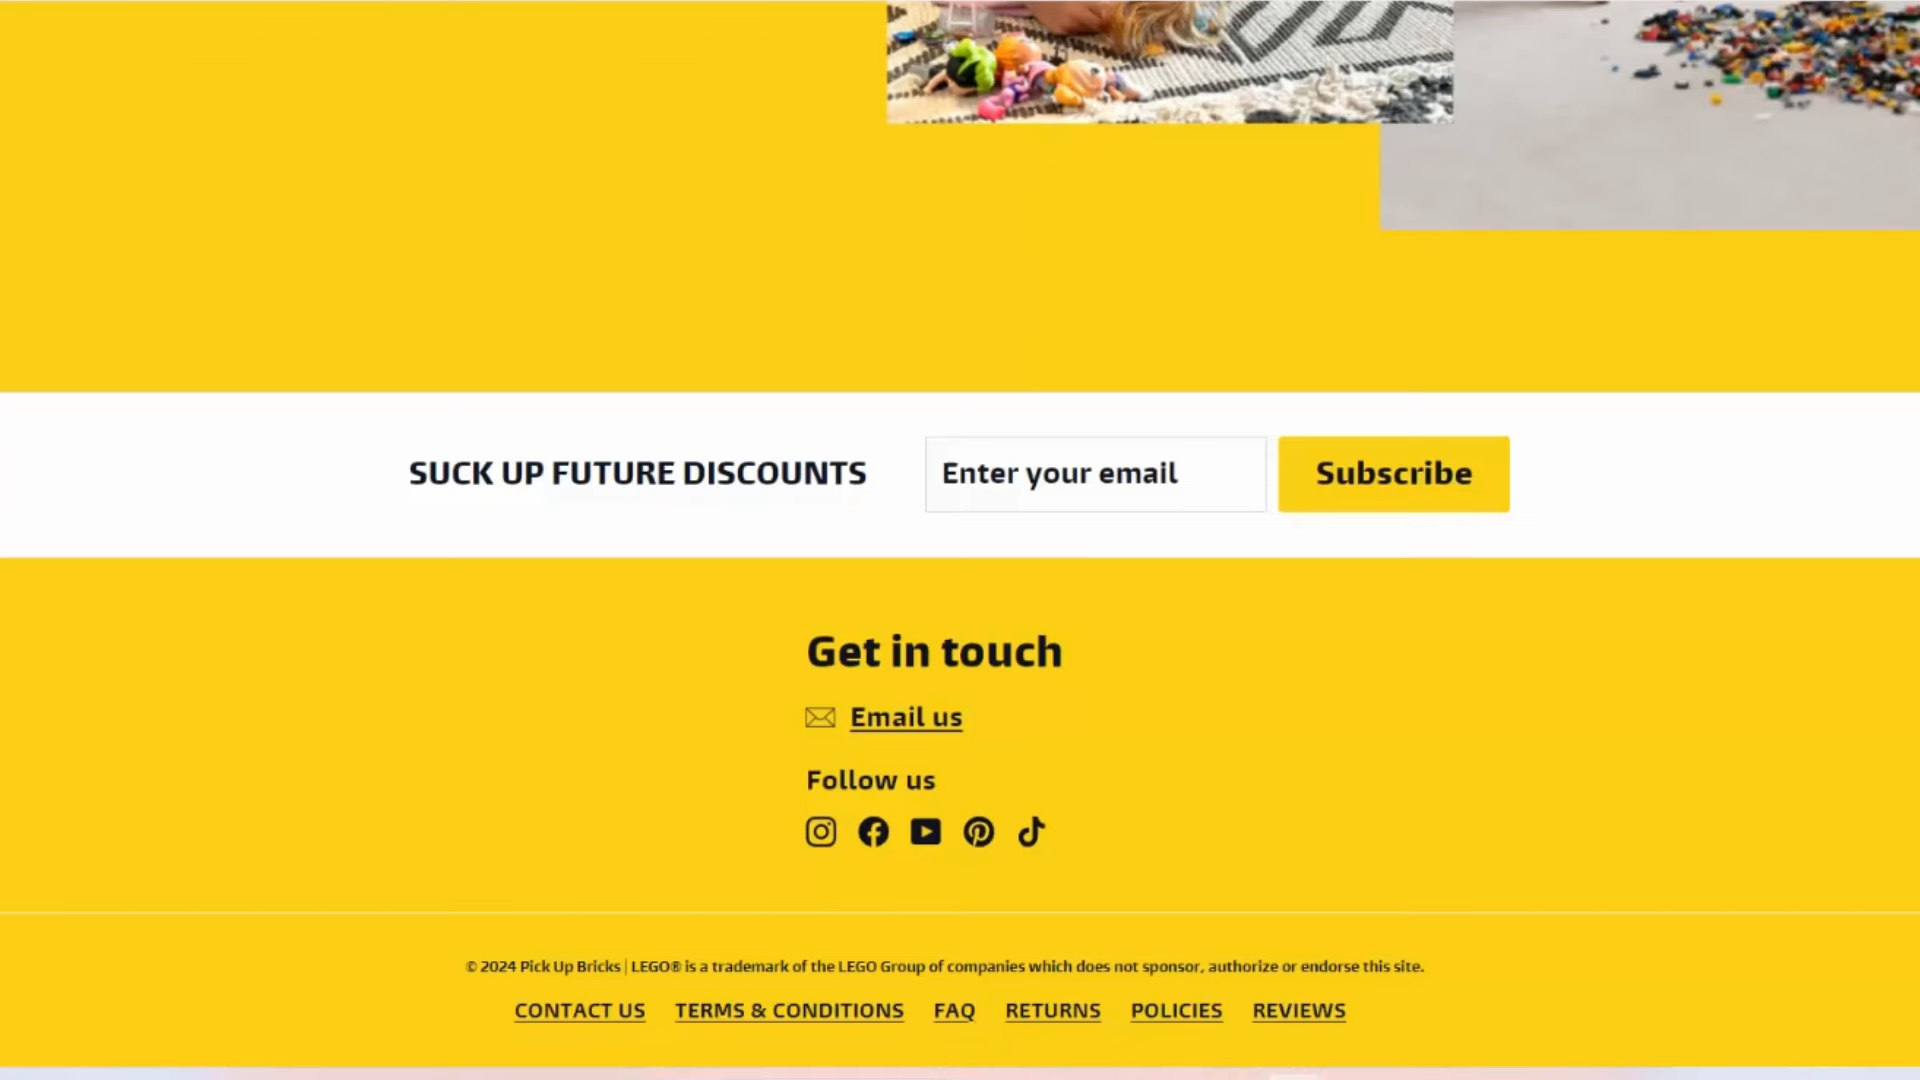 SUCK UP FUTURE DISCOUNTS
Enter your email
Subscribe
Get in touch
Email us
Follow us
© 2024 Pick Up Bricks | LEGO® is a trademark of the LEGO Group of companies which does not sponsor, authorize or endorse this site.
CONTACT US TERMS & CONDITIONS FAQ RETURNS POLICIES REVIEWS